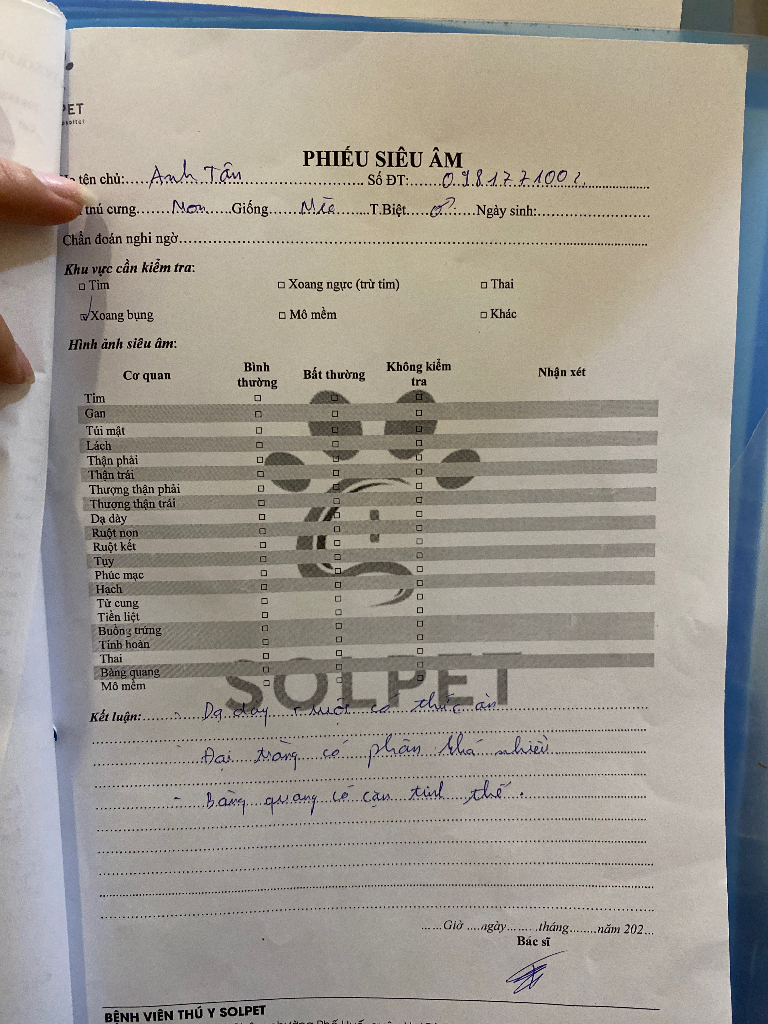 PET
PHIẾU SIÊU ÂM
tên chủ: Anh Tân Số ĐT: 0981771002
thú cưng Mon Giống Mèo T.Biệt ♂ Ngày sinh:
Chẩn đoán nghi ngờ
Khu vực cần kiểm tra:
□ Tim □ Xoang ngực (trừ tim) □ Thai
☑ Xoang bụng □ Mô mềm □ Khác
Hình ảnh siêu âm:
Cơ quan Bình thường Bất thường Không kiểm tra Nhận xét
Tim □ □ □
Gan □ □ □
Túi mật □ □ □
Lách □ □ □
Thận phải □ □ □
Thận trái □ □ □
Thượng thận phải □ □ □
Thượng thận trái □ □ □
Dạ dày □ □ □
Ruột non □ □ □
Ruột kết □ □ □
Tụy □ □ □
Phúc mạc □ □ □
Hạch □ □ □
Tử cung □ □ □
Tiền liệt □ □ □
Buồng trứng □ □ □
Tinh hoàn □ □ □
Thai □ □ □
Bàng quang □ □ □
Mô mềm □ □ □
SOLPET
Kết luận: - Dạ dày + ruột có thức ăn
- Đại tràng có phân khá nhiều
- Bàng quang có cặn tinh thể.
Giờ ngày tháng năm 202
Bác sĩ
BỆNH VIỆN THÚ Y SOLPET